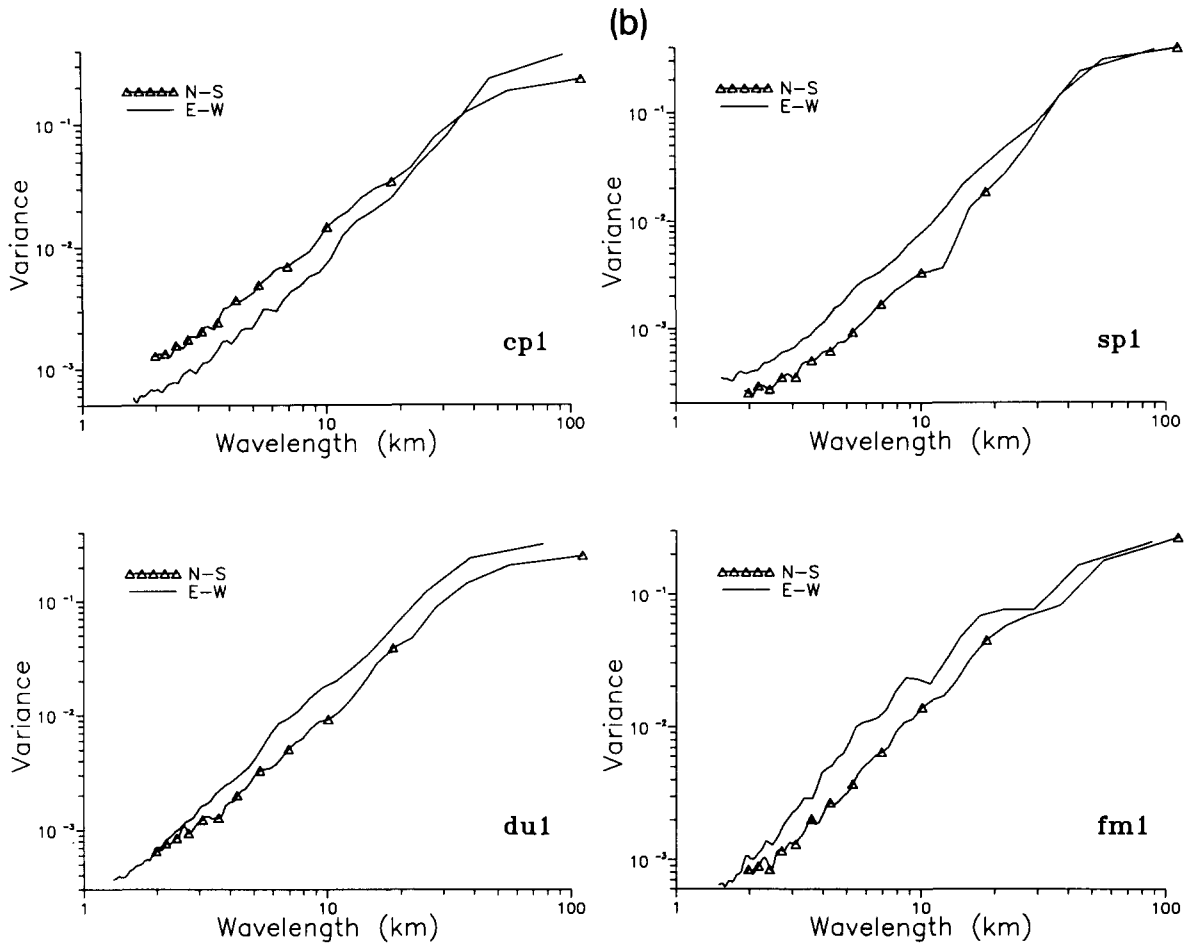 (b)
N-S
E-W
10⁻¹
10⁻²
10⁻³
Variance
cp1
1
10
100
Wavelength (km)
N-S
E-W
10⁻¹
10⁻²
10⁻³
Variance
sp1
1
10
100
Wavelength (km)
N-S
E-W
10⁻¹
10⁻²
10⁻³
Variance
du1
1
10
100
Wavelength (km)
N-S
E-W
10⁻¹
10⁻²
10⁻³
Variance
fm1
1
10
100
Wavelength (km)